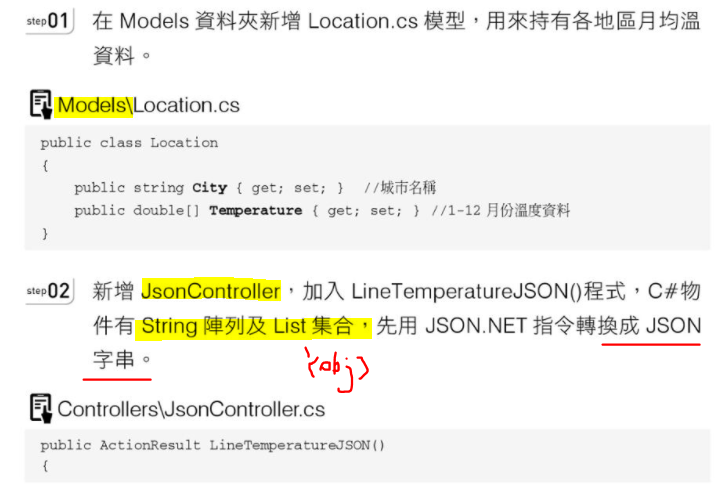 step01 在 Models 資料夾新增 Location.cs 模型，用來持有各地區月均溫
資料。
Models\Location.cs
public class Location
{
public string City { get; set; } //城市名稱
public double[] Temperature { get; set; } //1-12 月份溫度資料
}
step02 新增 JsonController，加入 LineTemperatureJSON()程式，C#物
件有 String 陣列及 List 集合，先用 JSON.NET 指令轉換成 JSON
字串。
<obj>
Controllers\JsonController.cs
public ActionResult LineTemperatureJSON()
{